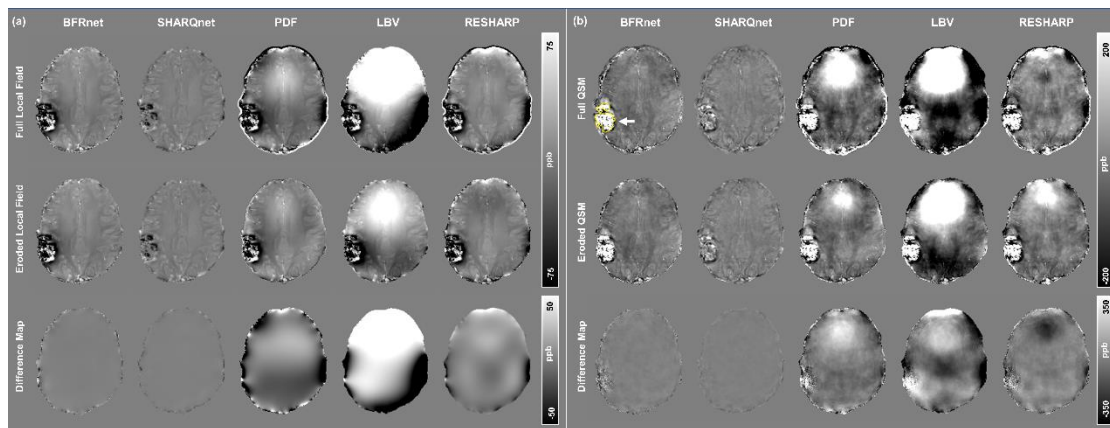 (a) BFRnet SHARQnet PDF LBV RESHARP
Full Local Field
75
ppb
Eroded Local Field
-75
Difference Map
50
ppb
-50
(b) BFRnet SHARQnet PDF LBV RESHARP
Full QSM
200
ppb
Eroded QSM
-200
Difference Map
350
ppb
-350